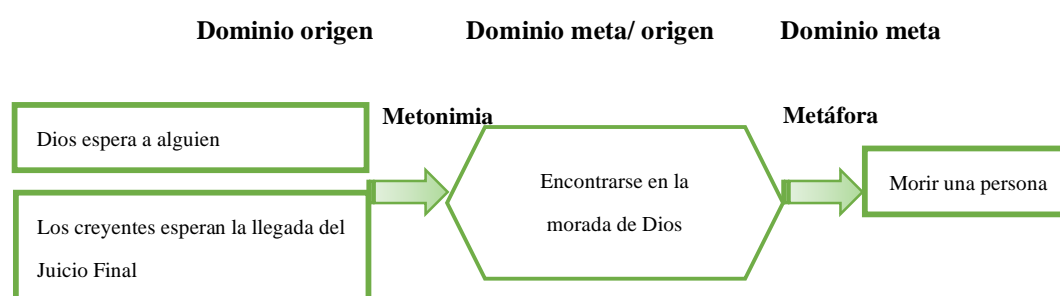 Dominio origen
Dominio meta/ origen
Dominio meta
Metonimia
Metáfora
Dios espera a alguien
Los creyentes esperan la llegada del
Juicio Final
Encontrarse en la
morada de Dios
Morir una persona